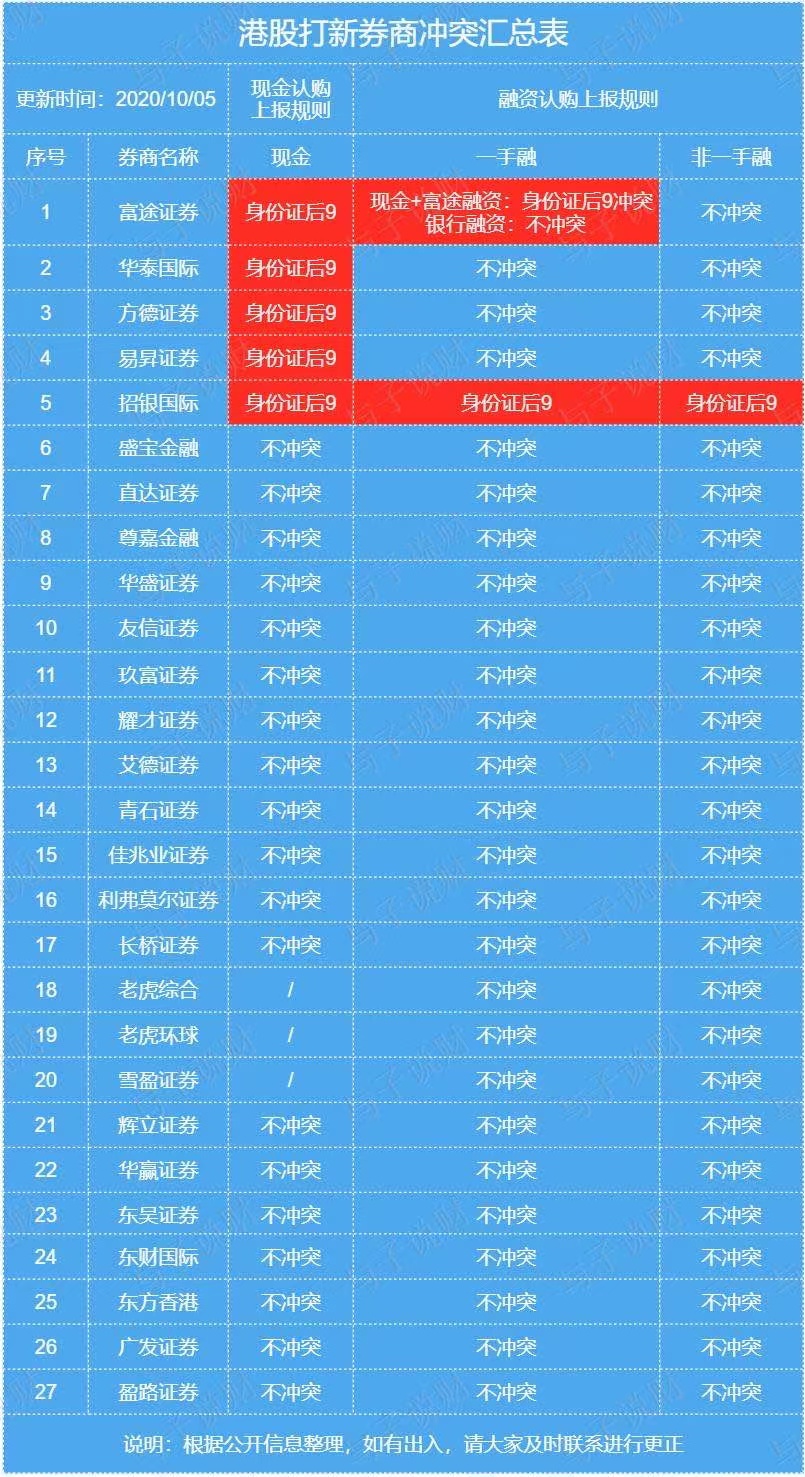 港股打新券商冲突汇总表
更新时间：2020/10/05 现金认购 上报规则 融资认购上报规则
序号 券商名称 现金 一手融 非一手融
1 富途证券 身份证后9 现金+富途融资：身份证后9冲突 银行融资：不冲突 不冲突
2 华泰国际 身份证后9 不冲突 不冲突
3 方德证券 身份证后9 不冲突 不冲突
4 易昇证券 身份证后9 不冲突 不冲突
5 招银国际 身份证后9 身份证后9 身份证后9
6 盛宝金融 不冲突 不冲突 不冲突
7 直达证券 不冲突 不冲突 不冲突
8 尊嘉金融 不冲突 不冲突 不冲突
9 华盛证券 不冲突 不冲突 不冲突
10 友信证券 不冲突 不冲突 不冲突
11 玖富证券 不冲突 不冲突 不冲突
12 耀才证券 不冲突 不冲突 不冲突
13 艾德证券 不冲突 不冲突 不冲突
14 青石证券 不冲突 不冲突 不冲突
15 佳兆业证券 不冲突 不冲突 不冲突
16 利弗莫尔证券 不冲突 不冲突 不冲突
17 长桥证券 不冲突 不冲突 不冲突
18 老虎综合 / 不冲突 不冲突
19 老虎环球 / 不冲突 不冲突
20 雪盈证券 / 不冲突 不冲突
21 辉立证券 不冲突 不冲突 不冲突
22 华赢证券 不冲突 不冲突 不冲突
23 东吴证券 不冲突 不冲突 不冲突
24 东财国际 不冲突 不冲突 不冲突
25 东方香港 不冲突 不冲突 不冲突
26 广发证券 不冲突 不冲突 不冲突
27 盈路证券 不冲突 不冲突 不冲突
说明：根据公开信息整理，如有出入，请大家及时联系进行更正
与子说财